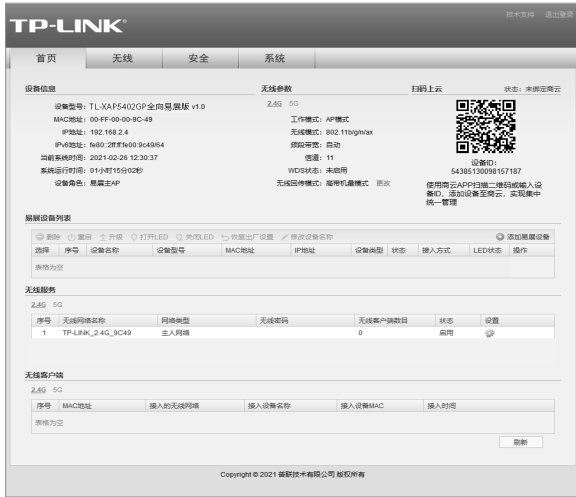 TP-LINK®
技术支持 退出登录
首页 无线 安全 系统
设备信息 无线参数 扫码上云 状态：未绑定商云
设备型号：TL-XAP5402GP全向易展版 v1.0
MAC地址：00-FF-00-00-9C-49
IP地址：192.168.2.4
IPv6地址：fe80::2ff:ff:fe00:9c49/64
当前系统时间：2021-02-26 12:30:37
系统运行时间：01小时15分02秒
设备角色：易展主AP
2.4G 5G
工作模式：AP模式
无线模式：802.11b/g/n/ax
频段带宽：自动
信道：11
WDS状态：未启用
无线回传模式：高带机量模式 更改
设备ID：
54385130098157187
使用商云APP扫描二维码或输入设
备ID，添加设备至商云，实现集中
统一管理
易展设备列表
删除 重启 升级 打开LED 关闭LED 恢复出厂设置 修改设备名称 添加易展设备
选择 序号 设备名称 设备型号 MAC地址 IP地址 设备类型 状态 接入方式 LED状态 操作
表格为空
无线服务
2.4G 5G
序号 无线网络名称 网络类型 无线密码 无线客户端数目 状态 设置
1 TP-LINK_2.4G_9C49 主人网络 0 启用
无线客户端
2.4G 5G
序号 MAC地址 接入的无线网络 接入设备名称 接入设备MAC 接入时间
表格为空
刷新
Copyright © 2021 普联技术有限公司 版权所有